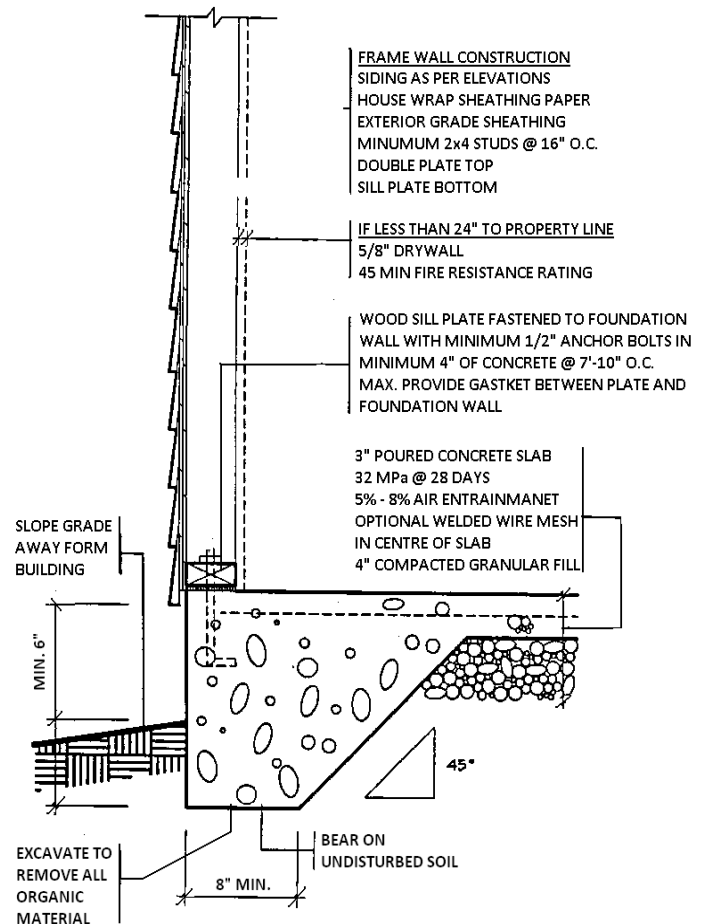 FRAME WALL CONSTRUCTION
SIDING AS PER ELEVATIONS
HOUSE WRAP SHEATHING PAPER
EXTERIOR GRADE SHEATHING
MINUMUM 2x4 STUDS @ 16" O.C.
DOUBLE PLATE TOP
SILL PLATE BOTTOM
IF LESS THAN 24" TO PROPERTY LINE
5/8" DRYWALL
45 MIN FIRE RESISTANCE RATING
WOOD SILL PLATE FASTENED TO FOUNDATION
WALL WITH MINIMUM 1/2" ANCHOR BOLTS IN
MINIMUM 4" OF CONCRETE @ 7'-10" O.C.
MAX. PROVIDE GASTKET BETWEEN PLATE AND
FOUNDATION WALL
3" POURED CONCRETE SLAB
32 MPa @ 28 DAYS
5% - 8% AIR ENTRAINMANET
OPTIONAL WELDED WIRE MESH
IN CENTRE OF SLAB
4" COMPACTED GRANULAR FILL
SLOPE GRADE
AWAY FORM
BUILDING
MIN. 6"
45°
BEAR ON
UNDISTURBED SOIL
EXCAVATE TO
REMOVE ALL
ORGANIC
MATERIAL
8" MIN.